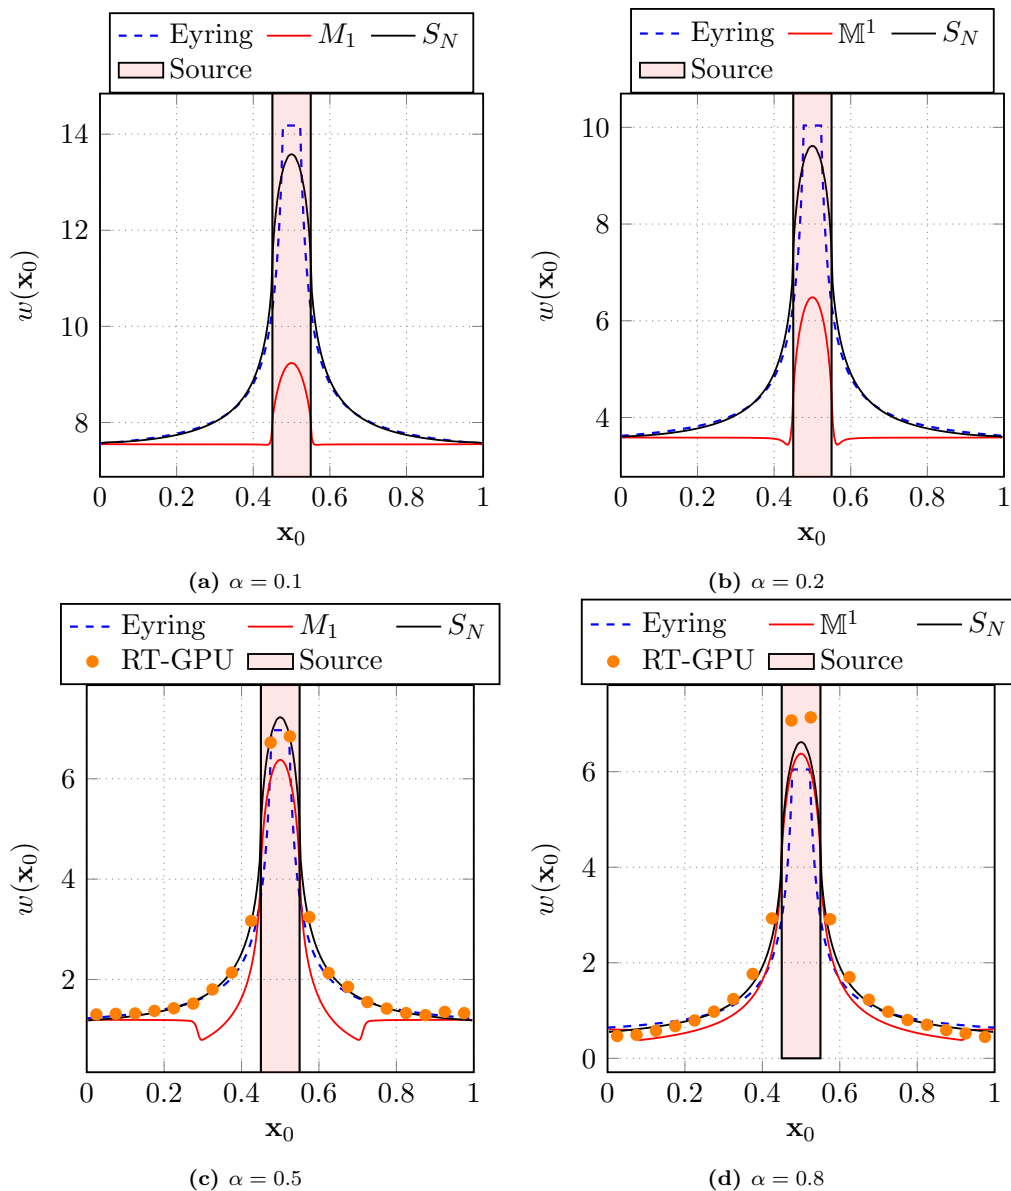 Eyring M₁ S_N
Source
14
12
10
8
w(x₀)
0 0.2 0.4 0.6 0.8 1
x₀
(a) α = 0.1
Eyring 𝕄¹ S_N
Source
10
8
6
4
w(x₀)
0 0.2 0.4 0.6 0.8 1
x₀
(b) α = 0.2
Eyring M₁ S_N
RT-GPU Source
6
4
2
w(x₀)
0 0.2 0.4 0.6 0.8 1
x₀
(c) α = 0.5
Eyring 𝕄¹ S_N
RT-GPU Source
6
4
2
0
w(x₀)
0 0.2 0.4 0.6 0.8 1
x₀
(d) α = 0.8